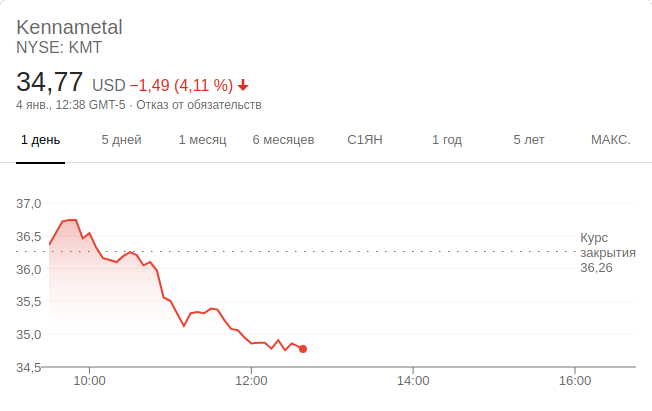 Kennametal
NYSE: KMT
34,77 USD −1,49 (4,11 %)
4 янв., 12:38 GMT-5 · Отказ от обязательств
1 день 5 дней 1 месяц 6 месяцев С1ЯН 1 год 5 лет МАКС.
37,0
36,5
36,0
35,5
35,0
34,5
Курс
закрытия
36,26
10:00 12:00 14:00 16:00